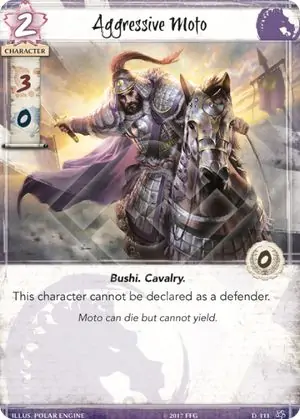 2
Aggressive Moto
CHARACTER
3
0
0
Bushi. Cavalry.
This character cannot be declared as a defender.
Moto can die but cannot yield.
ILLUS. POLAR ENGINE
© 2017 FFG
D 111